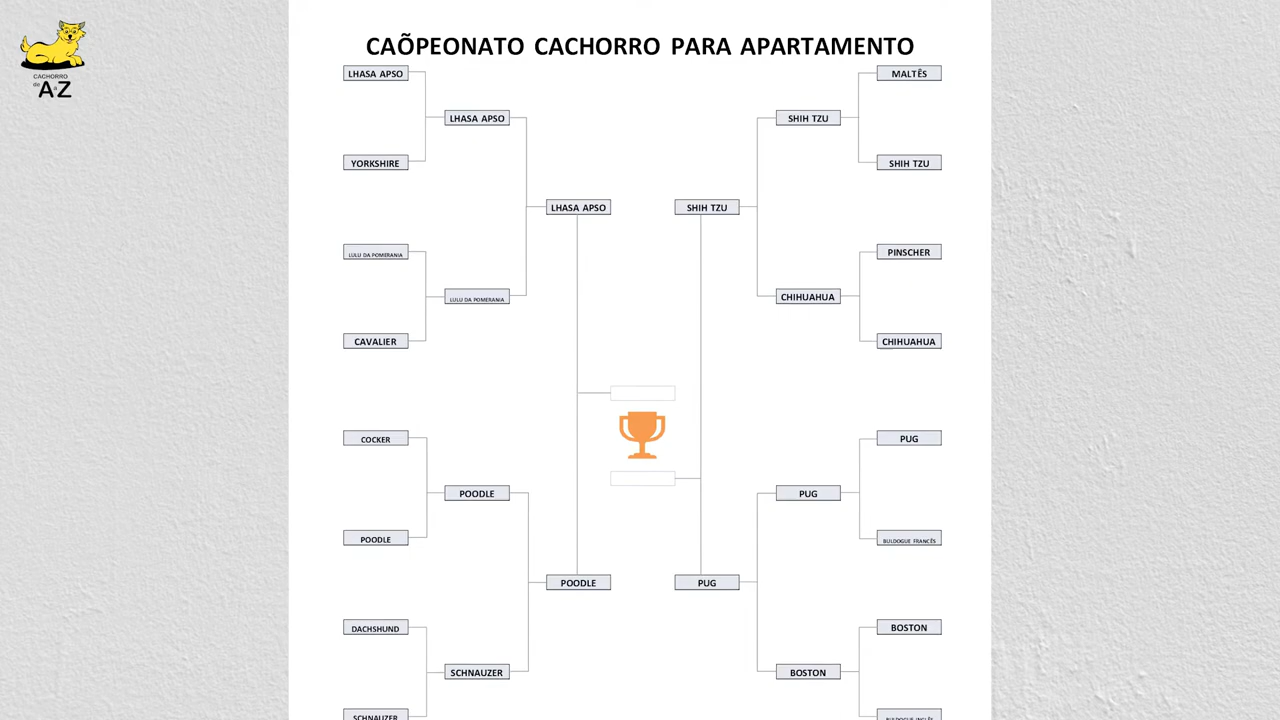 CACHORRO
de A a Z
CAÕPEONATO CACHORRO PARA APARTAMENTO
LHASA APSO
MALTÊS
LHASA APSO
SHIH TZU
YORKSHIRE
SHIH TZU
LHASA APSO
SHIH TZU
LULU DA POMERANIA
PINSCHER
LULU DA POMERANIA
CHIHUAHUA
CAVALIER
CHIHUAHUA
COCKER
PUG
POODLE
PUG
POODLE
BULDOGUE FRANCÊS
POODLE
PUG
DACHSHUND
BOSTON
SCHNAUZER
BOSTON
SCHNAUZER
BULDOGUE INGLÊS